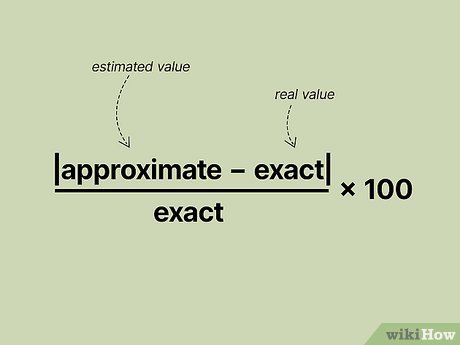 estimated value
real value
|approximate – exact|
exact
× 100
wikiHow